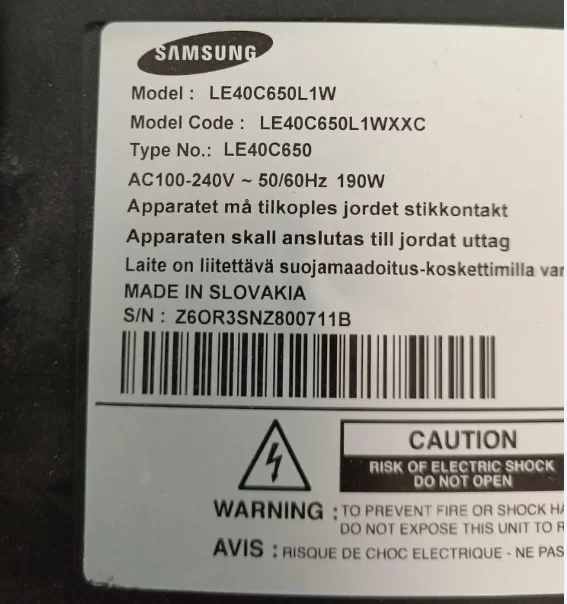 SAMSUNG
Model : LE40C650L1W
Model Code : LE40C650L1WXXC
Type No.: LE40C650
AC100-240V ~ 50/60Hz 190W
Apparatet må tilkoples jordet stikkontakt
Apparaten skall anslutas till jordat uttag
Laite on liitettävä suojamaadoitus-koskettimilla var
MADE IN SLOVAKIA
S/N : Z6OR3SNZ800711B
CAUTION
RISK OF ELECTRIC SHOCK
DO NOT OPEN
WARNING : TO PREVENT FIRE OR SHOCK HA
DO NOT EXPOSE THIS UNIT TO R
AVIS : RISQUE DE CHOC ELECTRIQUE - NE PAS